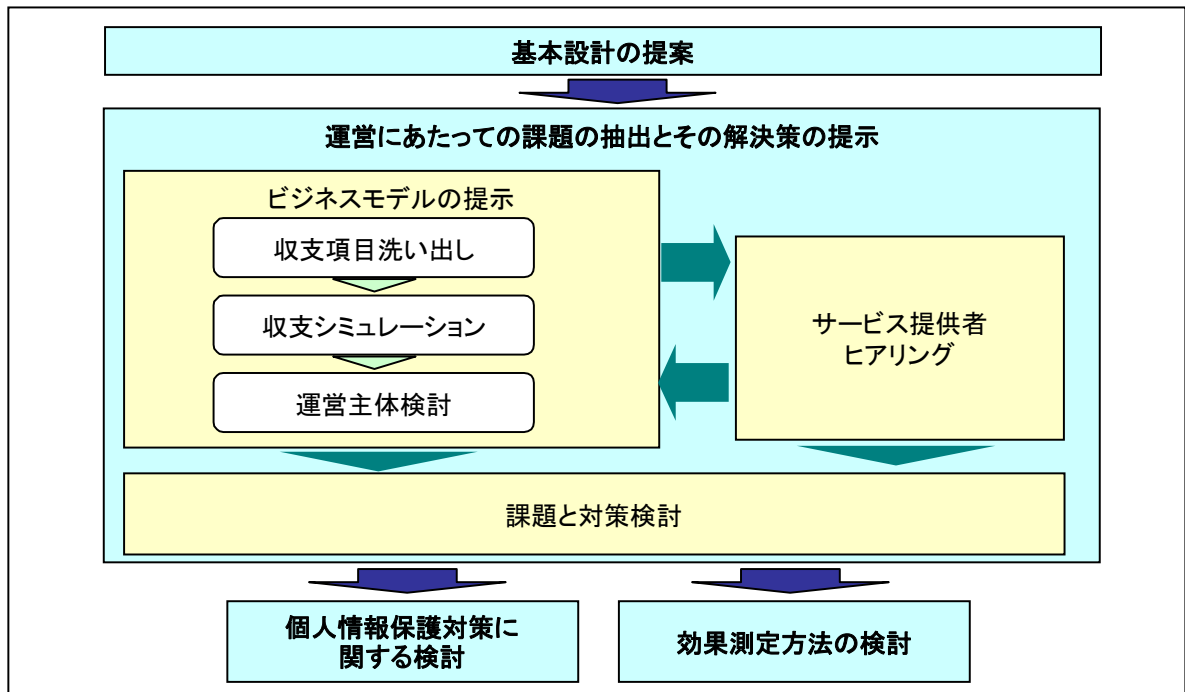 基本設計の提案
運営にあたっての課題の抽出とその解決策の提示
ビジネスモデルの提示
収支項目洗い出し
収支シミュレーション
運営主体検討
サービス提供者
ヒアリング
課題と対策検討
個人情報保護対策に
関する検討
効果測定方法の検討